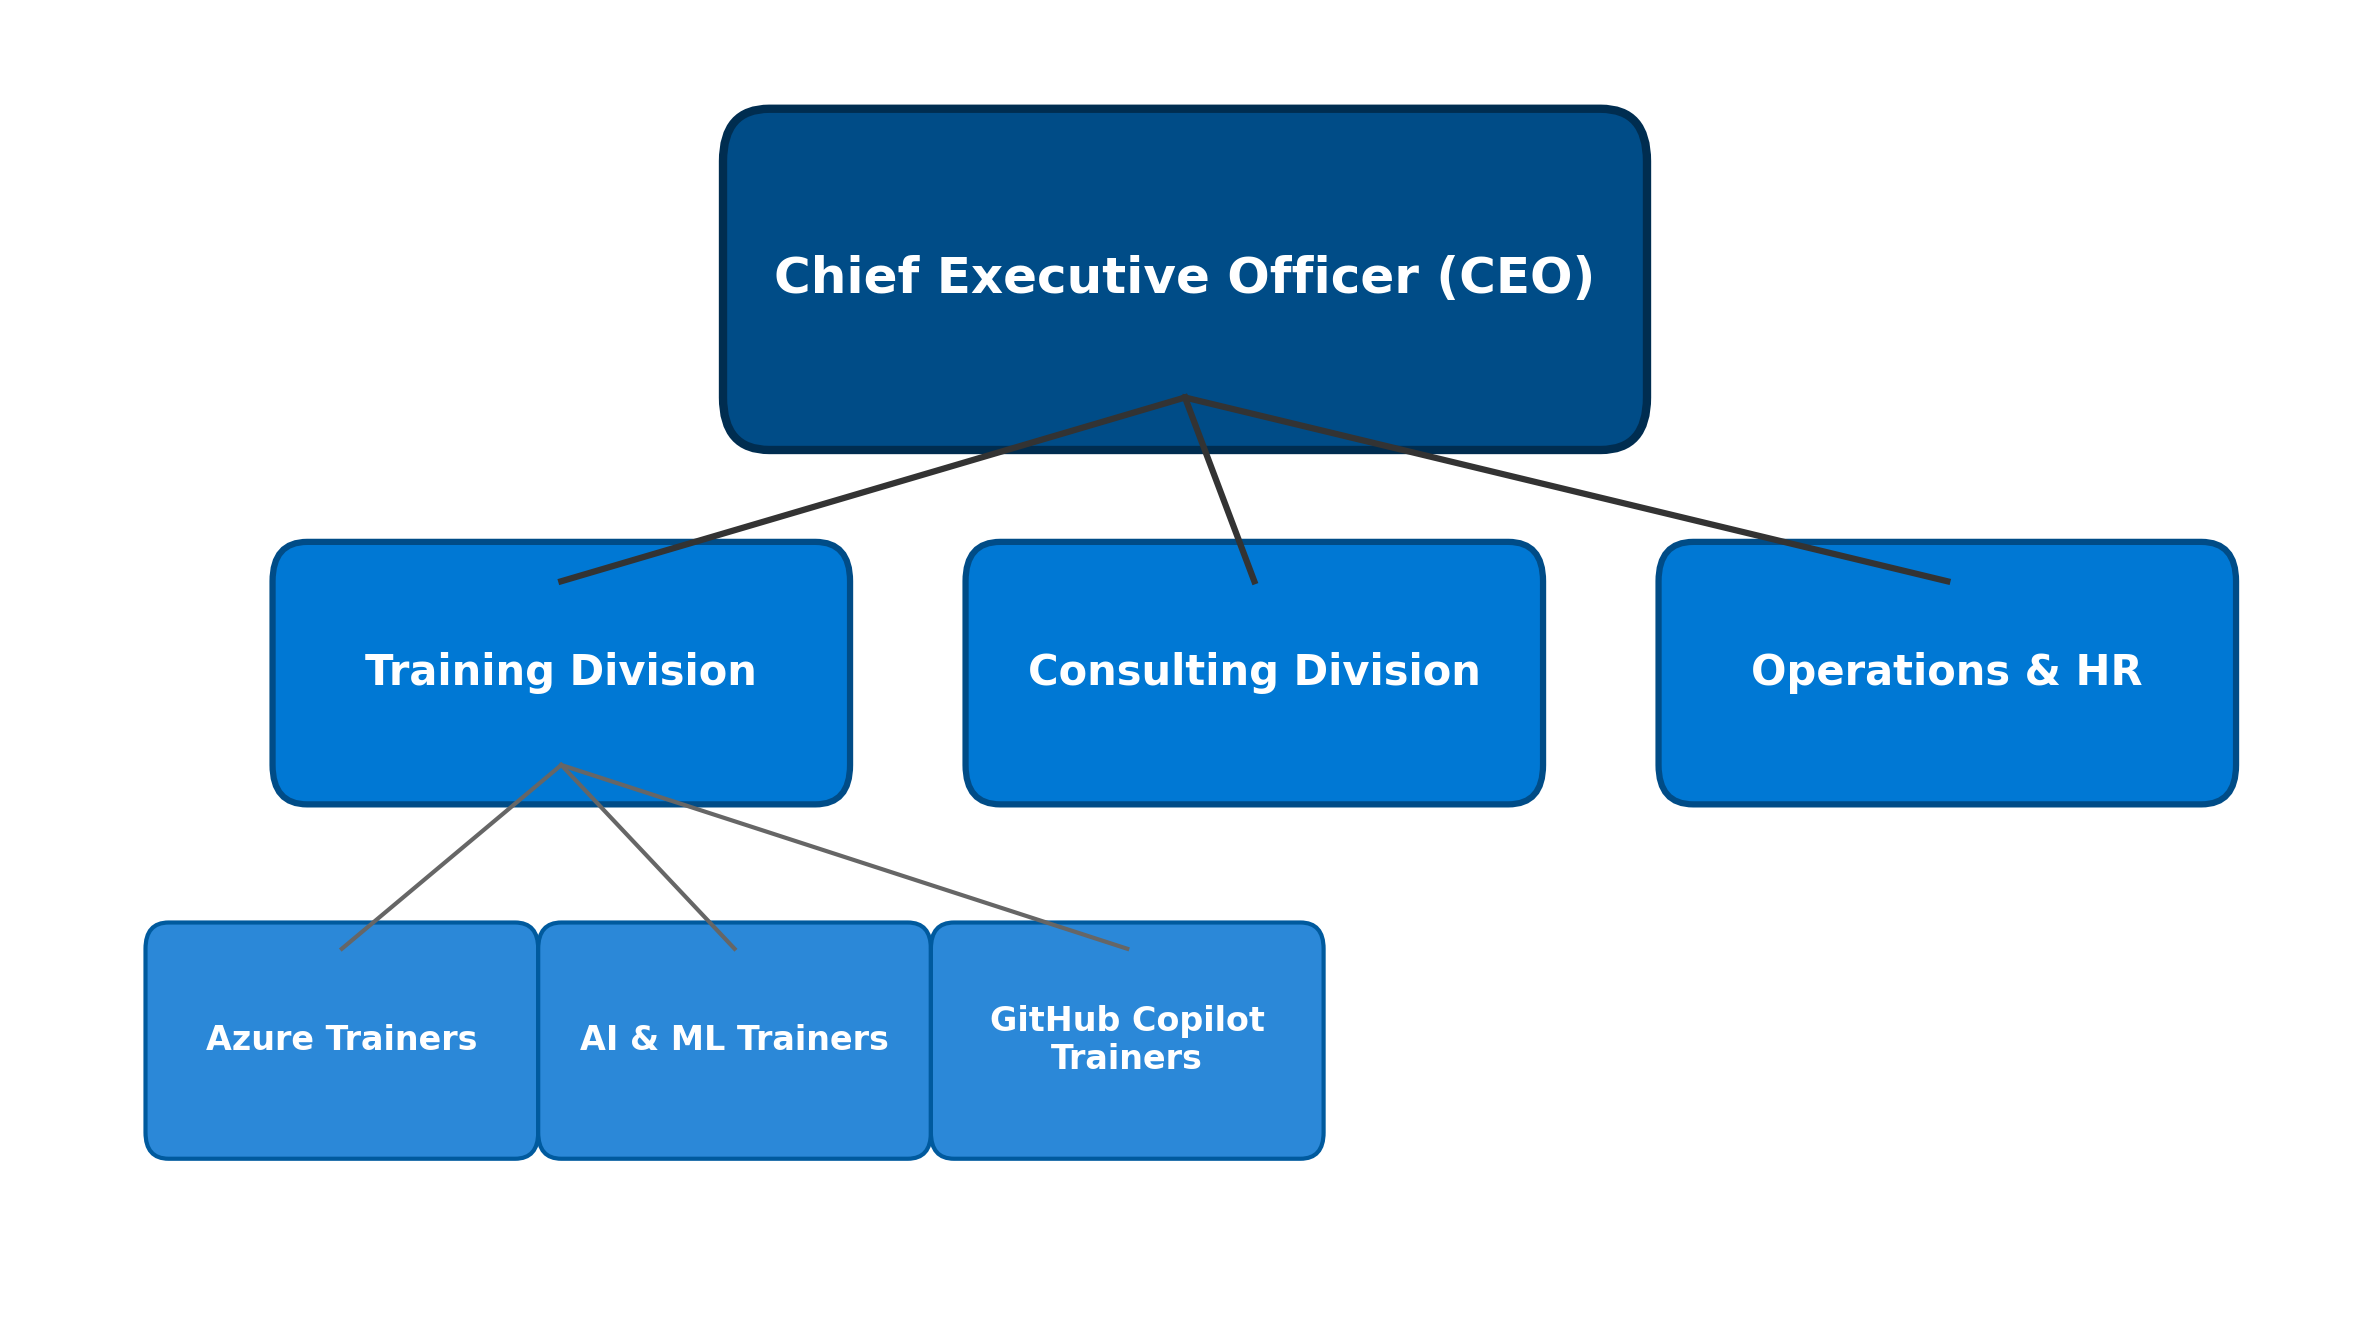 Chief Executive Officer (CEO)
Training Division
Consulting Division
Operations & HR
Azure Trainers
AI & ML Trainers
GitHub Copilot
Trainers